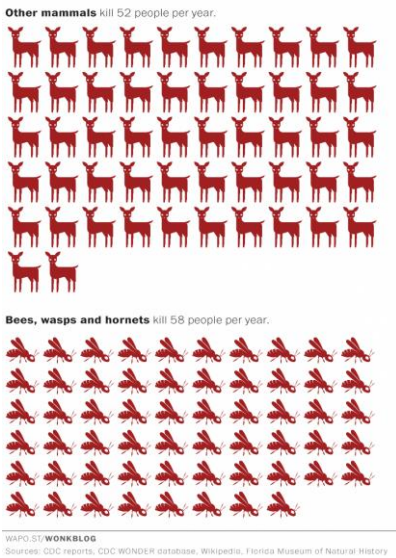 Other mammals kill 52 people per year.
Bees, wasps and hornets kill 58 people per year.
WAPO.ST/WONKBLOG
Sources: CDC reports, CDC WONDER database, Wikipedia, Florida Museum of Natural History